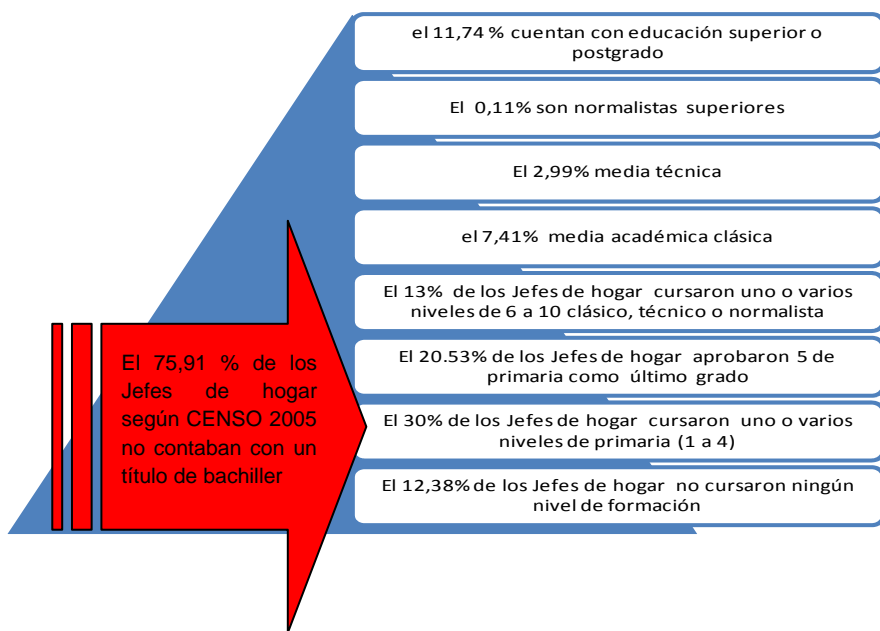 el 11,74 % cuentan con educación superior o
postgrado
El 0,11% son normalistas superiores
El 2,99% media técnica
el 7,41% media académica clásica
El 13% de los Jefes de hogar cursaron uno o varios
niveles de 6 a 10 clásico, técnico o normalista
El 20.53% de los Jefes de hogar aprobaron 5 de
primaria como último grado
El 30% de los Jefes de hogar cursaron uno o varios
niveles de primaria (1 a 4)
El 12,38% de los Jefes de hogar no cursaron ningún
nivel de formación
El 75,91 % de los
Jefes de hogar
según CENSO 2005
no contaban con un
título de bachiller